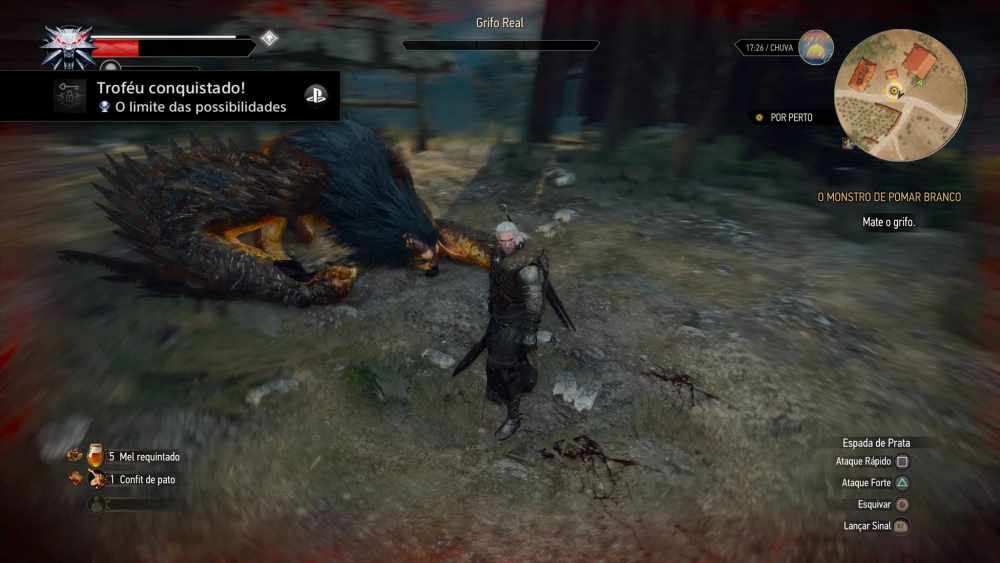 Grifo Real
17:26 / CHUVA
Troféu conquistado!
O limite das possibilidades
POR PERTO
O MONSTRO DE POMAR BRANCO
Mate o grifo.
5 Mel requintado
1 Confit de pato
Espada de Prata
Ataque Rápido
Ataque Forte
Esquivar
Lançar Sinal R2